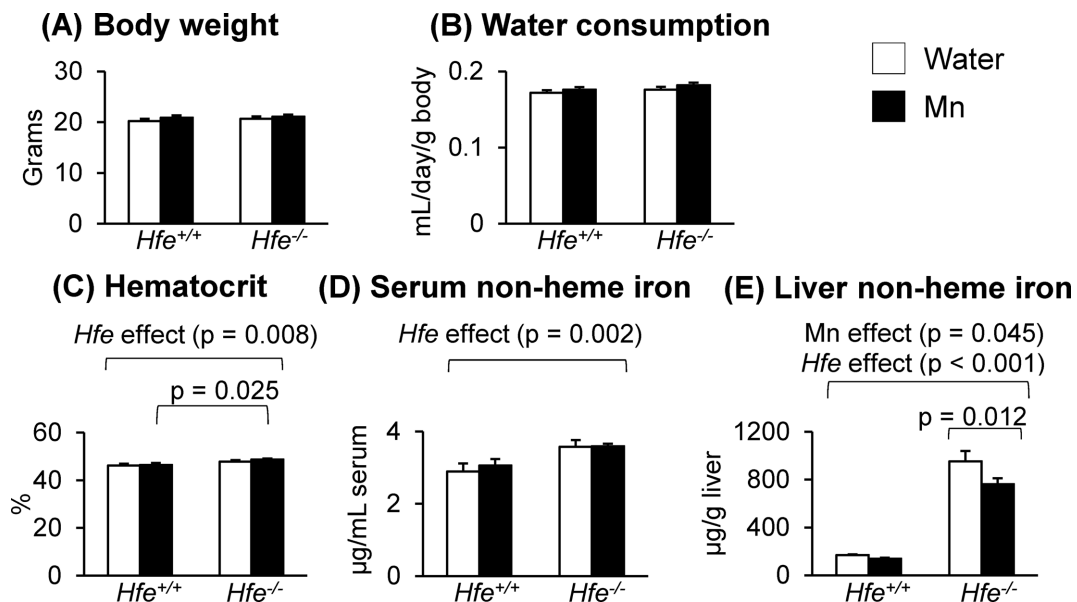 (A) Body weight
30
20
10
0
Grams
Hfe+/+ Hfe-/-
(B) Water consumption
0.2
0.1
0
mL/day/g body
Hfe+/+ Hfe-/-
Water
Mn
(C) Hematocrit
Hfe effect (p = 0.008)
p = 0.025
60
40
20
0
%
Hfe+/+ Hfe-/-
(D) Serum non-heme iron
Hfe effect (p = 0.002)
4
2
0
µg/mL serum
Hfe+/+ Hfe-/-
(E) Liver non-heme iron
Mn effect (p = 0.045)
Hfe effect (p < 0.001)
p = 0.012
1200
800
400
0
µg/g liver
Hfe+/+ Hfe-/-